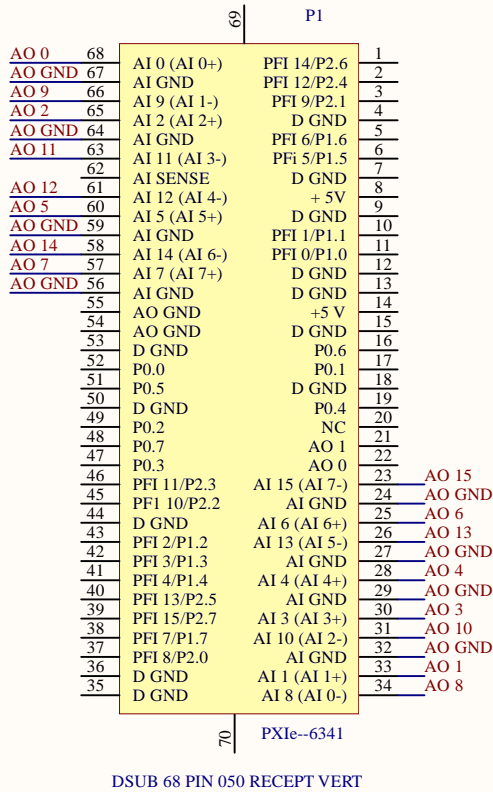 69
P1
AO 0 68 AI 0 (AI 0+) PFI 14/P2.6 1
AO GND 67 AI GND PFI 12/P2.4 2
AO 9 66 AI 9 (AI 1-) PFI 9/P2.1 3
AO 2 65 AI 2 (AI 2+) D GND 4
AO GND 64 AI GND PFI 6/P1.6 5
AO 11 63 AI 11 (AI 3-) PFi 5/P1.5 6
62 AI SENSE D GND 7
AO 12 61 AI 12 (AI 4-) + 5V 8
AO 5 60 AI 5 (AI 5+) D GND 9
AO GND 59 AI GND PFI 1/P1.1 10
AO 14 58 AI 14 (AI 6-) PFI 0/P1.0 11
AO 7 57 AI 7 (AI 7+) D GND 12
AO GND 56 AI GND D GND 13
55 AO GND +5 V 14
54 AO GND D GND 15
53 D GND P0.6 16
52 P0.0 P0.1 17
51 P0.5 D GND 18
50 D GND P0.4 19
49 P0.2 NC 20
48 P0.7 AO 1 21
47 P0.3 AO 0 22
46 PFI 11/P2.3 AI 15 (AI 7-) 23 AO 15
45 PF1 10/P2.2 AI GND 24 AO GND
44 D GND AI 6 (AI 6+) 25 AO 6
43 PFI 2/P1.2 AI 13 (AI 5-) 26 AO 13
42 PFI 3/P1.3 AI GND 27 AO GND
41 PFI 4/P1.4 AI 4 (AI 4+) 28 AO 4
40 PFI 13/P2.5 AI GND 29 AO GND
39 PFI 15/P2.7 AI 3 (AI 3+) 30 AO 3
38 PFI 7/P1.7 AI 10 (AI 2-) 31 AO 10
37 PFI 8/P2.0 AI GND 32 AO GND
36 D GND AI 1 (AI 1+) 33 AO 1
35 D GND AI 8 (AI 0-) 34 AO 8
70
PXIe--6341
DSUB 68 PIN 050 RECEPT VERT